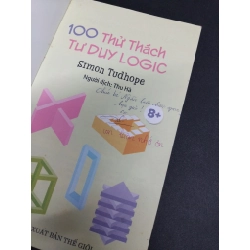 100 THỬ THÁCH
TƯ DUY LOGIC
SIMON TUDHOPE
Người dịch: Thu Hà
8+
XUẤT BẢN THẾ GIỚI